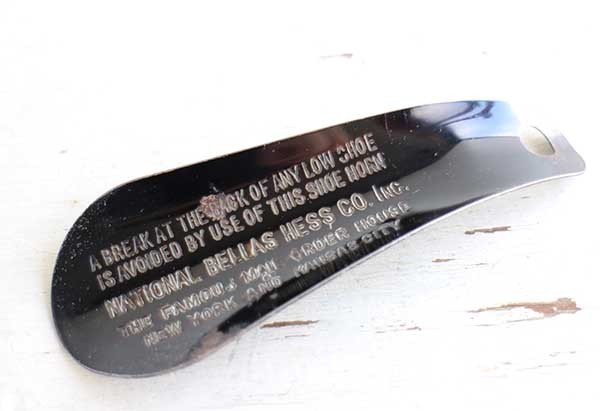 A BREAK AT THE BACK OF ANY LOW SHOE
IS AVOIDED BY USE OF THIS SHOE HORN
NATIONAL BELLAS HESS CO. INC.
THE FAMOUS MAIL ORDER HOUSE
NEW YORK AND KANSAS CITY